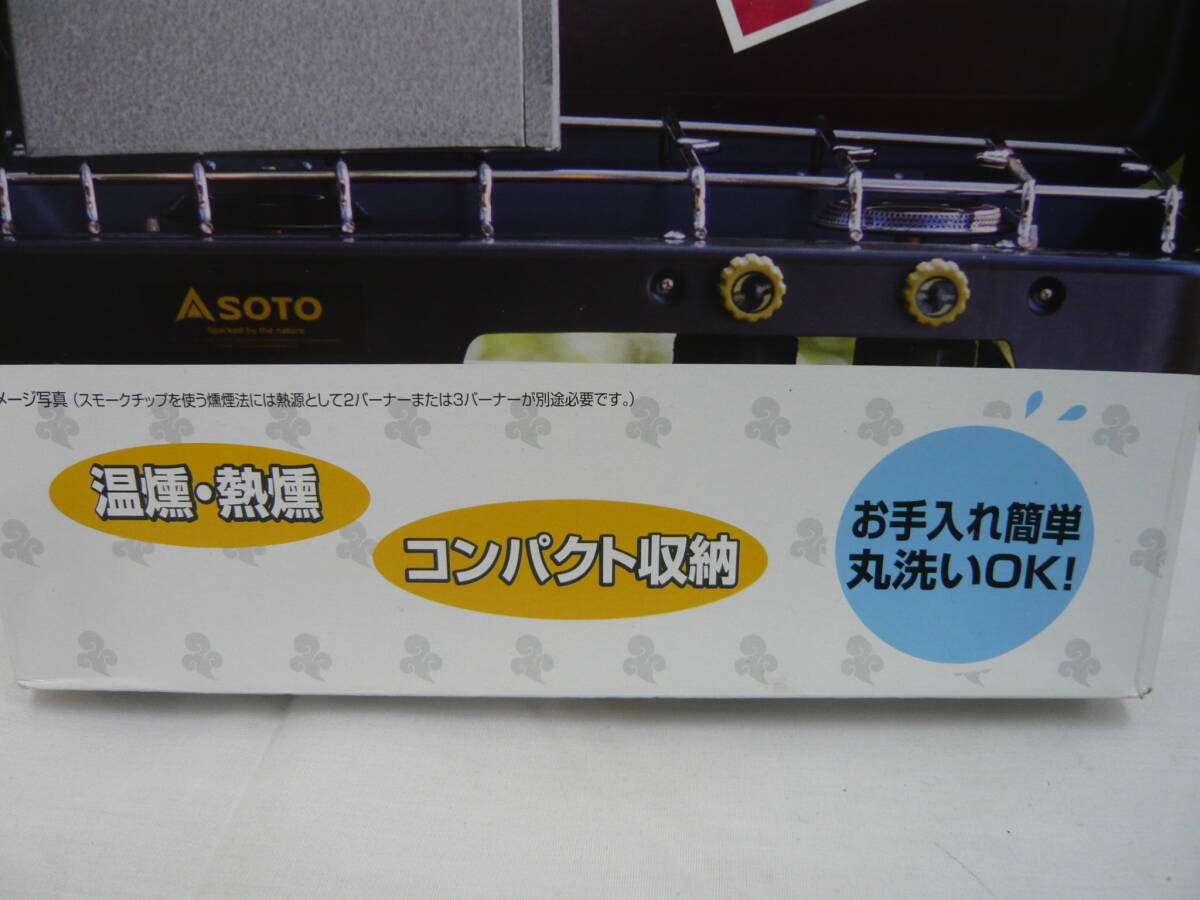 SOTO
Sparked by the nature
メージ写真（スモークチップを使う燻煙法には熱源として2バーナーまたは3バーナーが別途必要です。）
温燻・熱燻
コンパクト収納
お手入れ簡単
丸洗いOK!